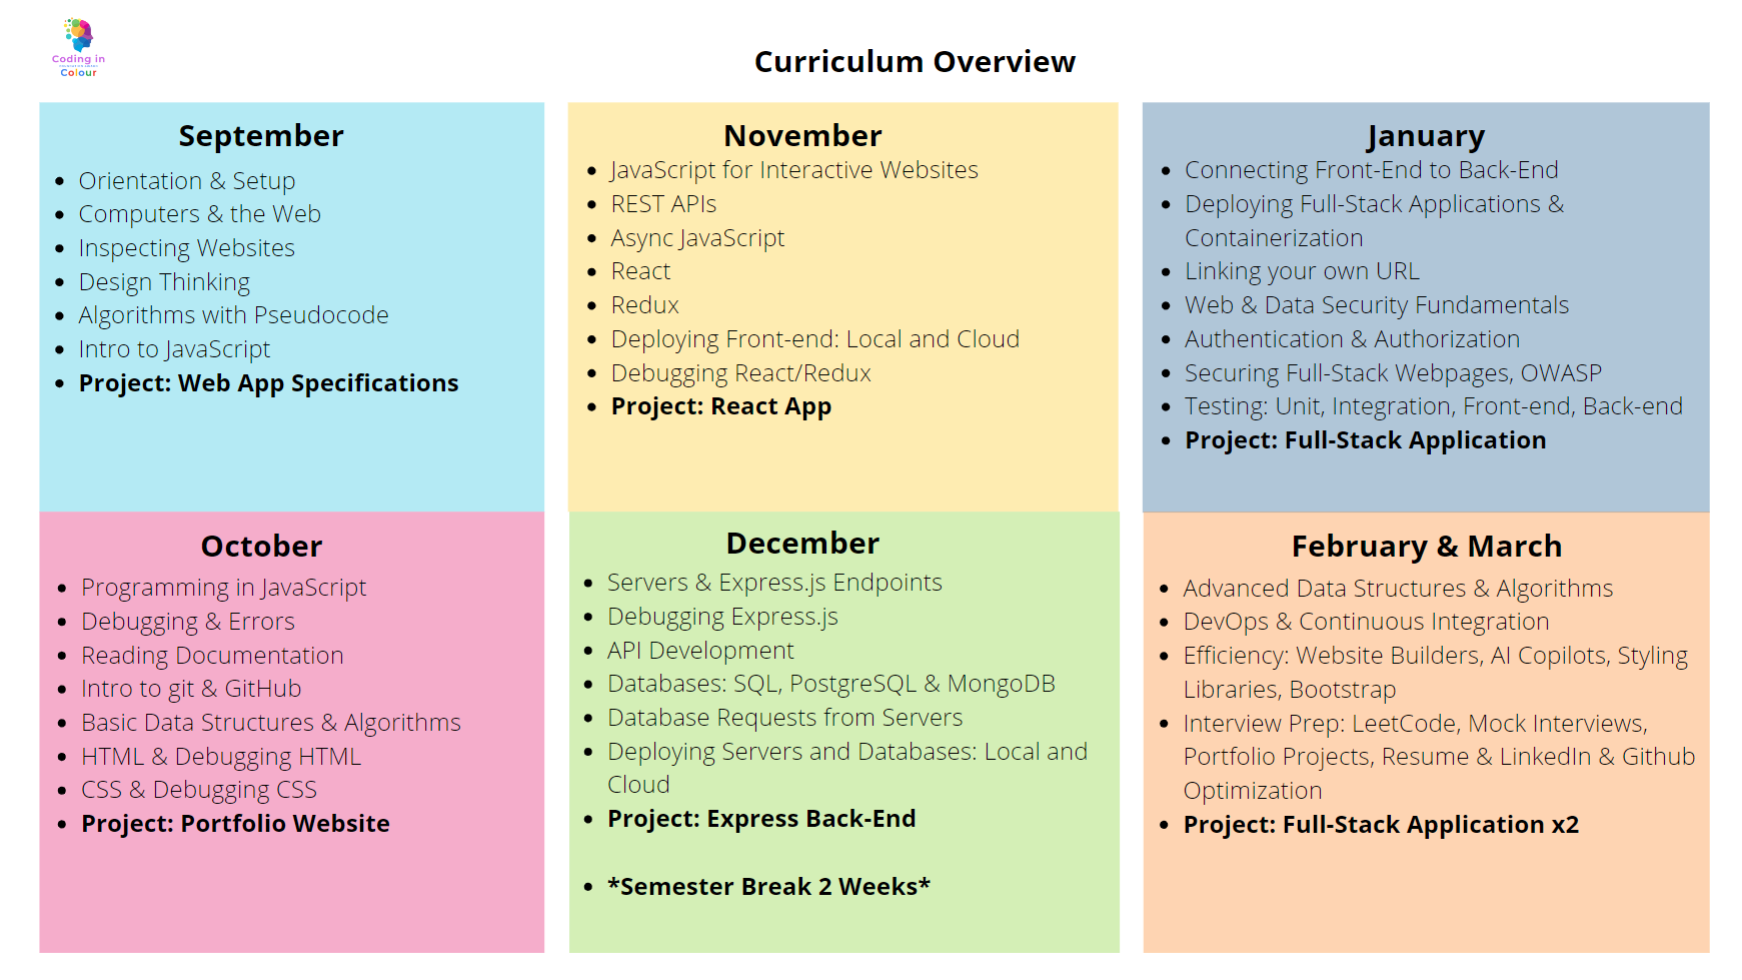 Coding in
Colour
Curriculum Overview
September
Orientation & Setup
Computers & the Web
Inspecting Websites
Design Thinking
Algorithms with Pseudocode
Intro to JavaScript
Project: Web App Specifications
October
Programming in JavaScript
Debugging & Errors
Reading Documentation
Intro to git & GitHub
Basic Data Structures & Algorithms
HTML & Debugging HTML
CSS & Debugging CSS
Project: Portfolio Website
November
JavaScript for Interactive Websites
REST APIs
Async JavaScript
React
Redux
Deploying Front-end: Local and Cloud
Debugging React/Redux
Project: React App
December
Servers & Express.js Endpoints
Debugging Express.js
API Development
Databases: SQL, PostgreSQL & MongoDB
Database Requests from Servers
Deploying Servers and Databases: Local and
Cloud
Project: Express Back-End
*Semester Break 2 Weeks*
January
Connecting Front-End to Back-End
Deploying Full-Stack Applications &
Containerization
Linking your own URL
Web & Data Security Fundamentals
Authentication & Authorization
Securing Full-Stack Webpages, OWASP
Testing: Unit, Integration, Front-end, Back-end
Project: Full-Stack Application
February & March
Advanced Data Structures & Algorithms
DevOps & Continuous Integration
Efficiency: Website Builders, AI Copilots, Styling
Libraries, Bootstrap
Interview Prep: LeetCode, Mock Interviews,
Portfolio Projects, Resume & LinkedIn & Github
Optimization
Project: Full-Stack Application x2